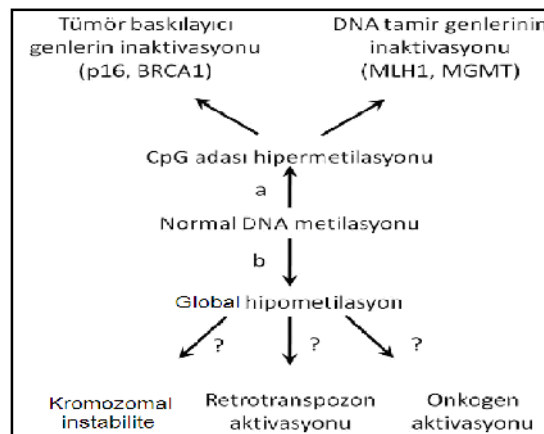 Tümör baskılayıcı
genlerin inaktivasyonu
(p16, BRCA1)
DNA tamir genlerinin
inaktivasyonu
(MLH1, MGMT)
CpG adası hipermetilasyonu
a
Normal DNA metilasyonu
b
Global hipometilasyon
? ? ?
Kromozomal
instabilite
Retrotranspozon
aktivasyonu
Onkogen
aktivasyonu